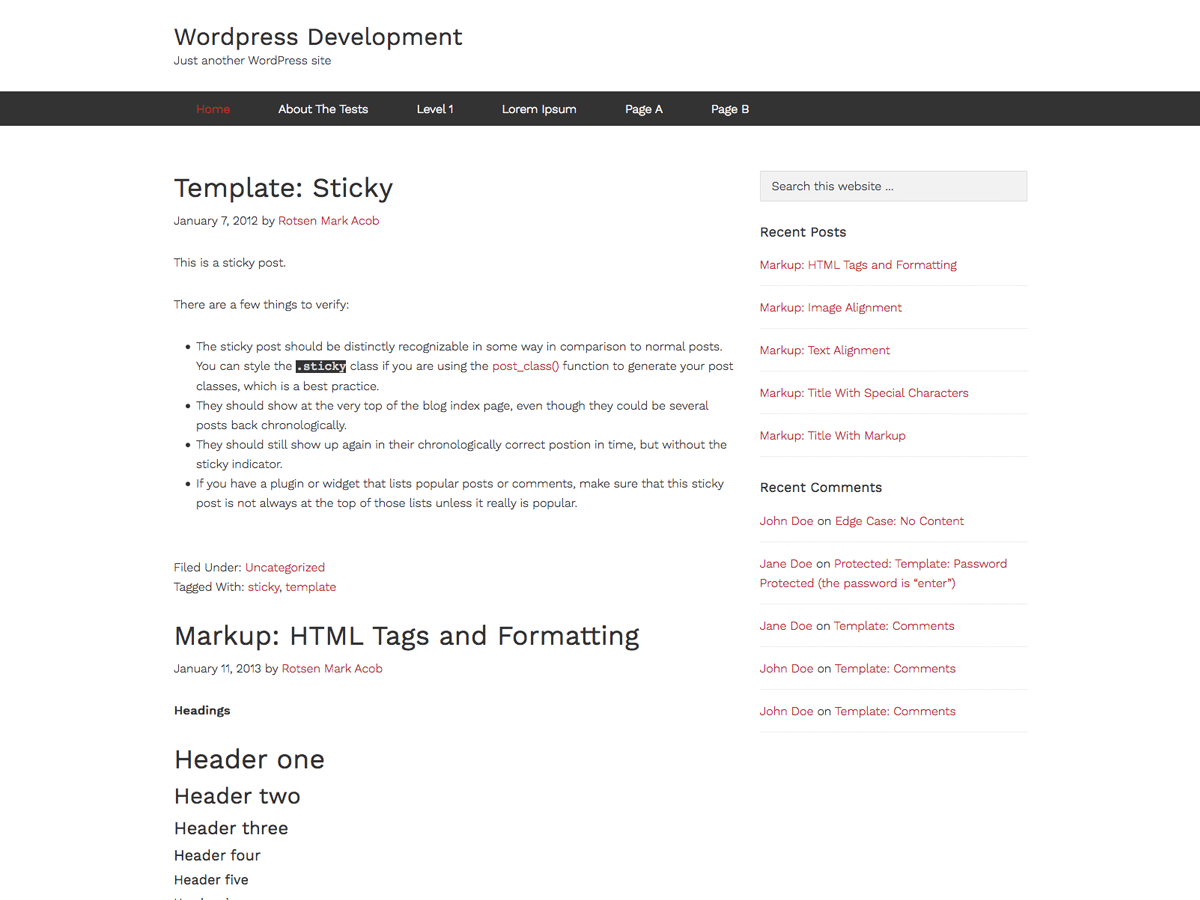 Wordpress Development
Just another WordPress site
Home About The Tests Level 1 Lorem Ipsum Page A Page B
Template: Sticky
January 7, 2012 by Rotsen Mark Acob
This is a sticky post.
There are a few things to verify:
The sticky post should be distinctly recognizable in some way in comparison to normal posts.
You can style the .sticky class if you are using the post_class() function to generate your post
classes, which is a best practice.
They should show at the very top of the blog index page, even though they could be several
posts back chronologically.
They should still show up again in their chronologically correct postion in time, but without the
sticky indicator.
If you have a plugin or widget that lists popular posts or comments, make sure that this sticky
post is not always at the top of those lists unless it really is popular.
Filed Under: Uncategorized
Tagged With: sticky, template
Markup: HTML Tags and Formatting
January 11, 2013 by Rotsen Mark Acob
Headings
Header one
Header two
Header three
Header four
Header five
Search this website ...
Recent Posts
Markup: HTML Tags and Formatting
Markup: Image Alignment
Markup: Text Alignment
Markup: Title With Special Characters
Markup: Title With Markup
Recent Comments
John Doe on Edge Case: No Content
Jane Doe on Protected: Template: Password
Protected (the password is “enter”)
Jane Doe on Template: Comments
John Doe on Template: Comments
John Doe on Template: Comments